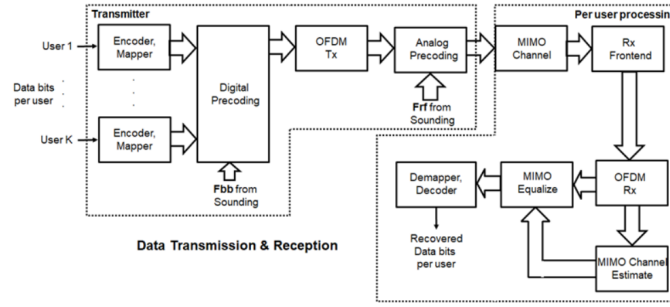 Transmitter
Per user processin
User 1
Encoder,
Mapper
OFDM
Tx
Analog
Precoding
MIMO
Channel
Rx
Frontend
Data bits
per user
Digital
Precoding
Frf from
Sounding
User K
Encoder,
Mapper
Fbb from
Sounding
Demapper,
Decoder
MIMO
Equalize
OFDM
Rx
Data Transmission & Reception
Recovered
Data bits
per user
MIMO Channel
Estimate